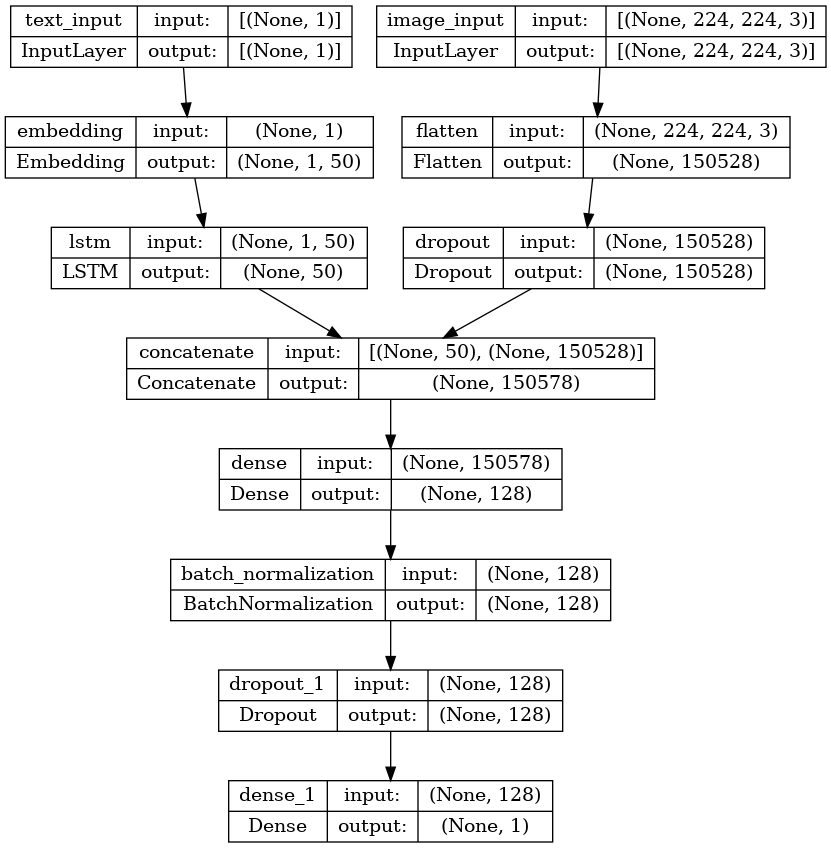 text_input input: [(None, 1)]
InputLayer output: [(None, 1)]
image_input input: [(None, 224, 224, 3)]
InputLayer output: [(None, 224, 224, 3)]
embedding input: (None, 1)
Embedding output: (None, 1, 50)
flatten input: (None, 224, 224, 3)
Flatten output: (None, 150528)
lstm input: (None, 1, 50)
LSTM output: (None, 50)
dropout input: (None, 150528)
Dropout output: (None, 150528)
concatenate input: [(None, 50), (None, 150528)]
Concatenate output: (None, 150578)
dense input: (None, 150578)
Dense output: (None, 128)
batch_normalization input: (None, 128)
BatchNormalization output: (None, 128)
dropout_1 input: (None, 128)
Dropout output: (None, 128)
dense_1 input: (None, 128)
Dense output: (None, 1)